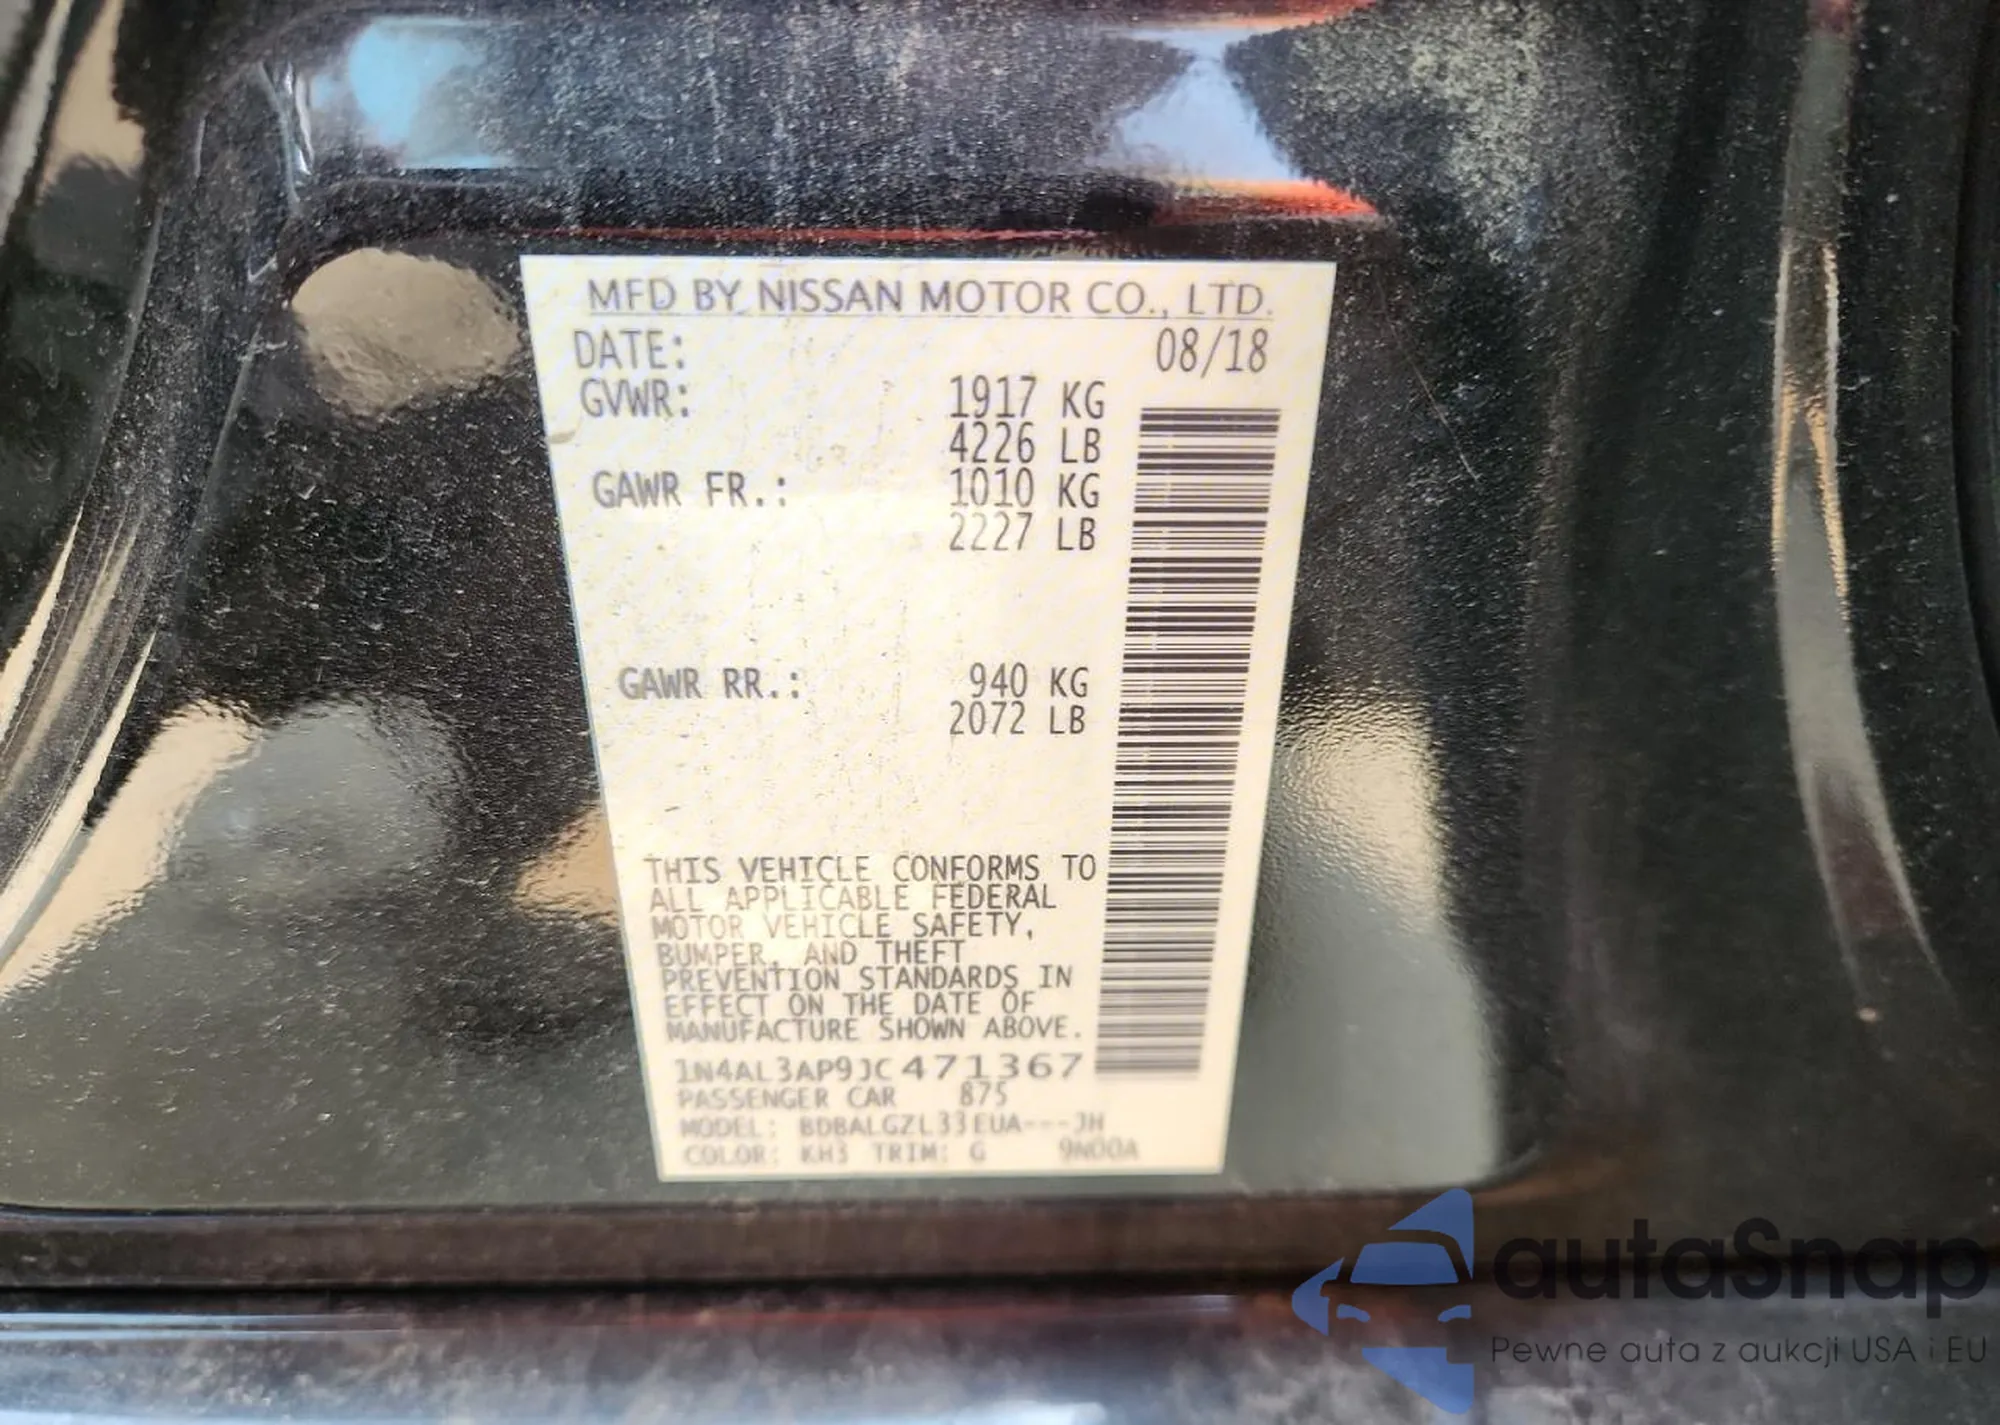 MFD BY NISSAN MOTOR CO., LTD.
DATE: 08/18
GVWR: 1917 KG
4226 LB
GAWR FR.: 1010 KG
2227 LB
GAWR RR.: 940 KG
2072 LB
THIS VEHICLE CONFORMS TO
ALL APPLICABLE FEDERAL
MOTOR VEHICLE SAFETY,
BUMPER, AND THEFT
PREVENTION STANDARDS IN
EFFECT ON THE DATE OF
MANUFACTURE SHOWN ABOVE.
1N4AL3AP9JC471367
PASSENGER CAR 875
MODEL: BDBALGZL33EUA---JH
COLOR: KH3 TRIM: G 9N00A
autaSnap
Pewne auta z aukcji USA i EU